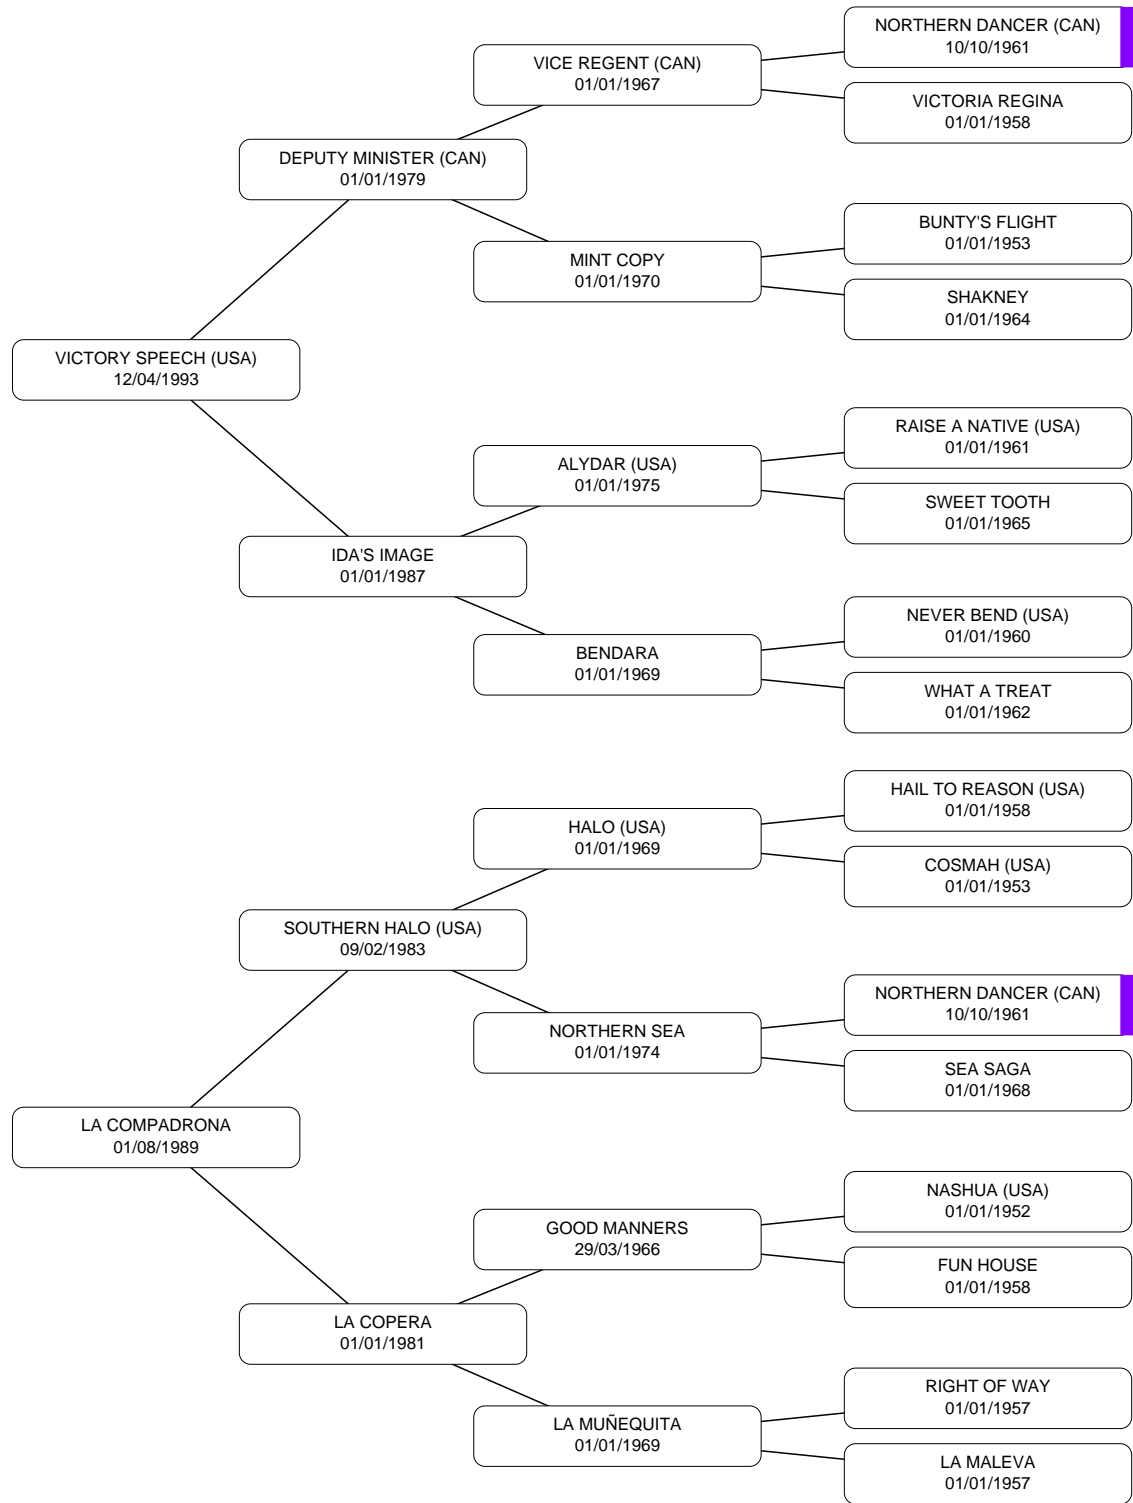 NORTHERN DANCER (CAN)
10/10/1961
VICE REGENT (CAN)
01/01/1967
VICTORIA REGINA
01/01/1958
DEPUTY MINISTER (CAN)
01/01/1979
BUNTY'S FLIGHT
01/01/1953
MINT COPY
01/01/1970
SHAKNEY
01/01/1964
VICTORY SPEECH (USA)
12/04/1993
RAISE A NATIVE (USA)
01/01/1961
ALYDAR (USA)
01/01/1975
SWEET TOOTH
01/01/1965
IDA'S IMAGE
01/01/1987
NEVER BEND (USA)
01/01/1960
BENDARA
01/01/1969
WHAT A TREAT
01/01/1962
HAIL TO REASON (USA)
01/01/1958
HALO (USA)
01/01/1969
COSMAH (USA)
01/01/1953
SOUTHERN HALO (USA)
09/02/1983
NORTHERN DANCER (CAN)
10/10/1961
NORTHERN SEA
01/01/1974
SEA SAGA
01/01/1968
LA COMPADRONA
01/08/1989
NASHUA (USA)
01/01/1952
GOOD MANNERS
29/03/1966
FUN HOUSE
01/01/1958
LA COPERA
01/01/1981
RIGHT OF WAY
01/01/1957
LA MUÑEQUITA
01/01/1969
LA MALEVA
01/01/1957